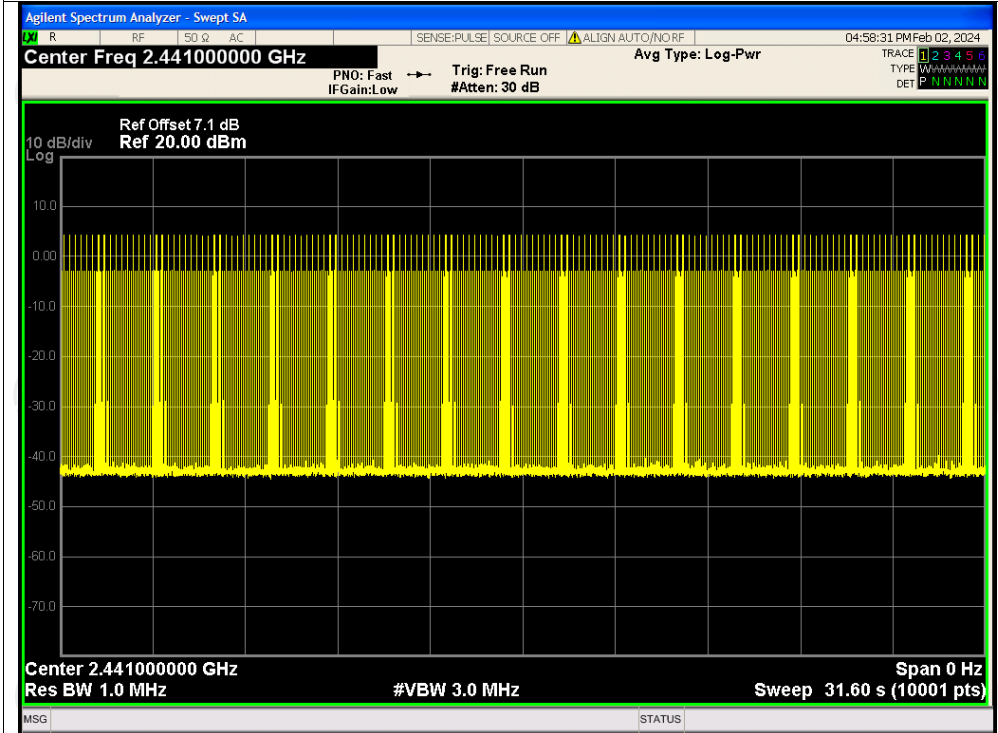 Agilent Spectrum Analyzer - Swept SA
LXI R RF 50 Ω AC SENSE:PULSE SOURCE OFF ALIGN AUTO/NO RF 04:58:31 PM Feb 02, 2024
Center Freq 2.441000000 GHz Avg Type: Log-Pwr TRACE 1 2 3 4 5 6
PNO: Fast Trig: Free Run TYPE WWWWWW
IFGain:Low #Atten: 30 dB DET P N N N N N
Ref Offset 7.1 dB
10 dB/div Ref 20.00 dBm
Log
10.0
0.00
-10.0
-20.0
-30.0
-40.0
-50.0
-60.0
-70.0
Center 2.441000000 GHz Span 0 Hz
Res BW 1.0 MHz #VBW 3.0 MHz Sweep 31.60 s (10001 pts)
MSG STATUS